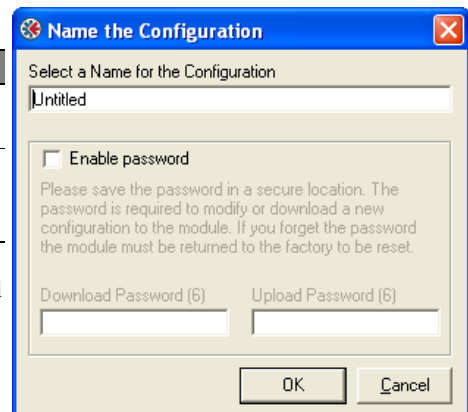 Name the Configuration
Select a Name for the Configuration
Untitled
Enable password
Please save the password in a secure location. The
password is required to modify or download a new
configuration to the module. If you forget the password
the module must be returned to the factory to be reset.
Download Password (6) Upload Password (6)
OK Cancel